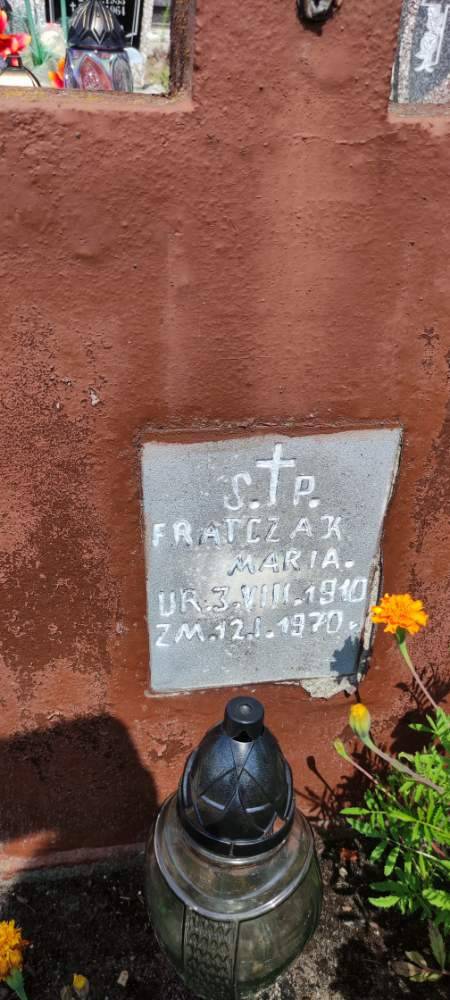 Ś.P.
FRATCZAK
MARIA.
UR.3.VIII.1910
ZM.12.I.1970.